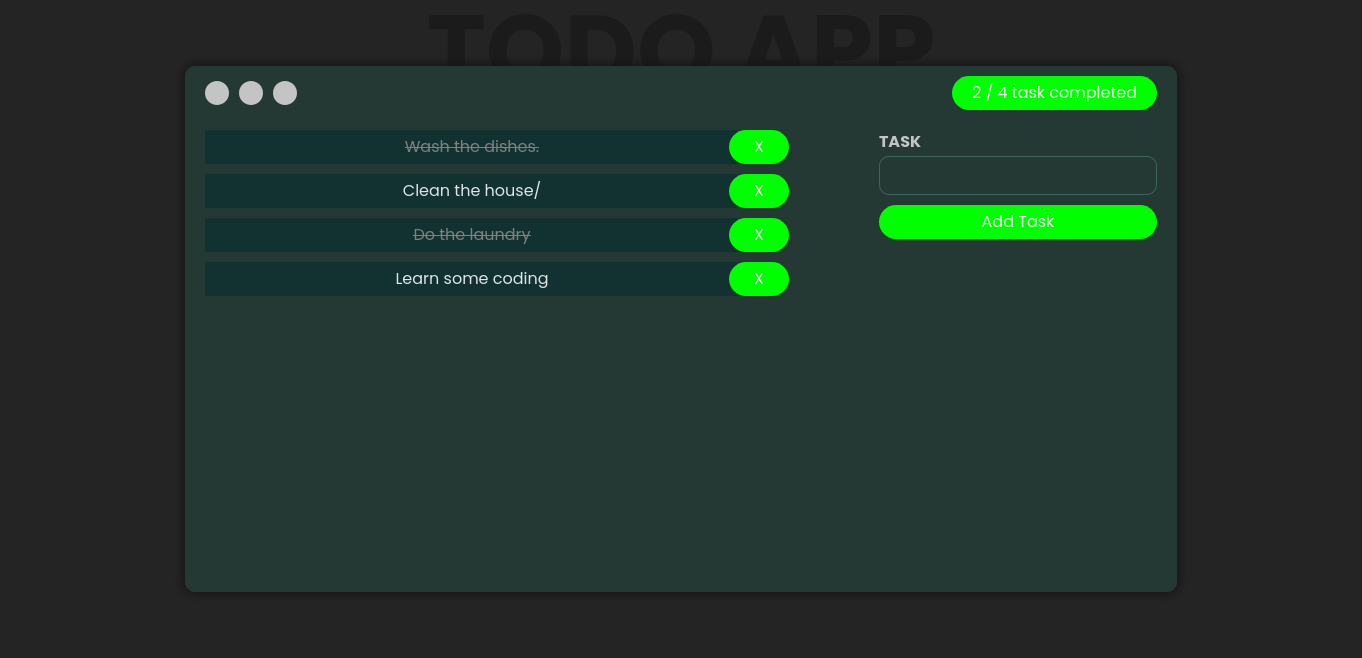 TODO APP
2 / 4 task completed
Wash the dishes. X
Clean the house/ X
Do the laundry X
Learn some coding X
TASK
Add Task